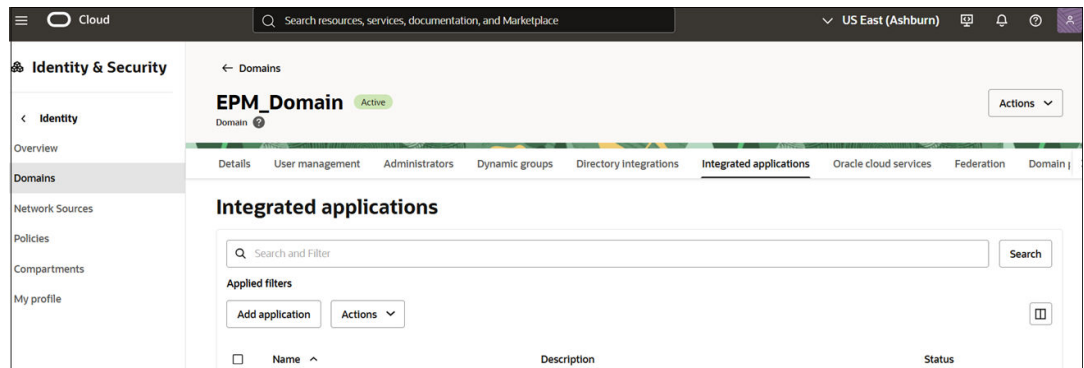 Cloud
Search resources, services, documentation, and Marketplace
US East (Ashburn)
Identity & Security
Identity
Overview
Domains
Network Sources
Policies
Compartments
My profile
Domains
EPM_Domain Active
Domain
Actions
Details User management Administrators Dynamic groups Directory integrations Integrated applications Oracle cloud services Federation Domain
Integrated applications
Search and Filter
Search
Applied filters
Add application Actions
Name Description Status